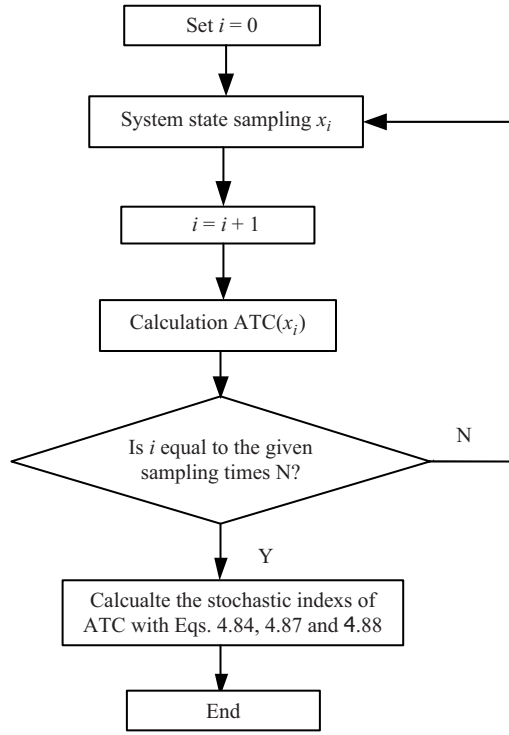 Set i = 0
System state sampling xᵢ
i = i + 1
Calculation ATC(xᵢ)
Is i equal to the given
sampling times N?
N
Y
Calcualte the stochastic indexs of
ATC with Eqs. 4.84, 4.87 and 4.88
End